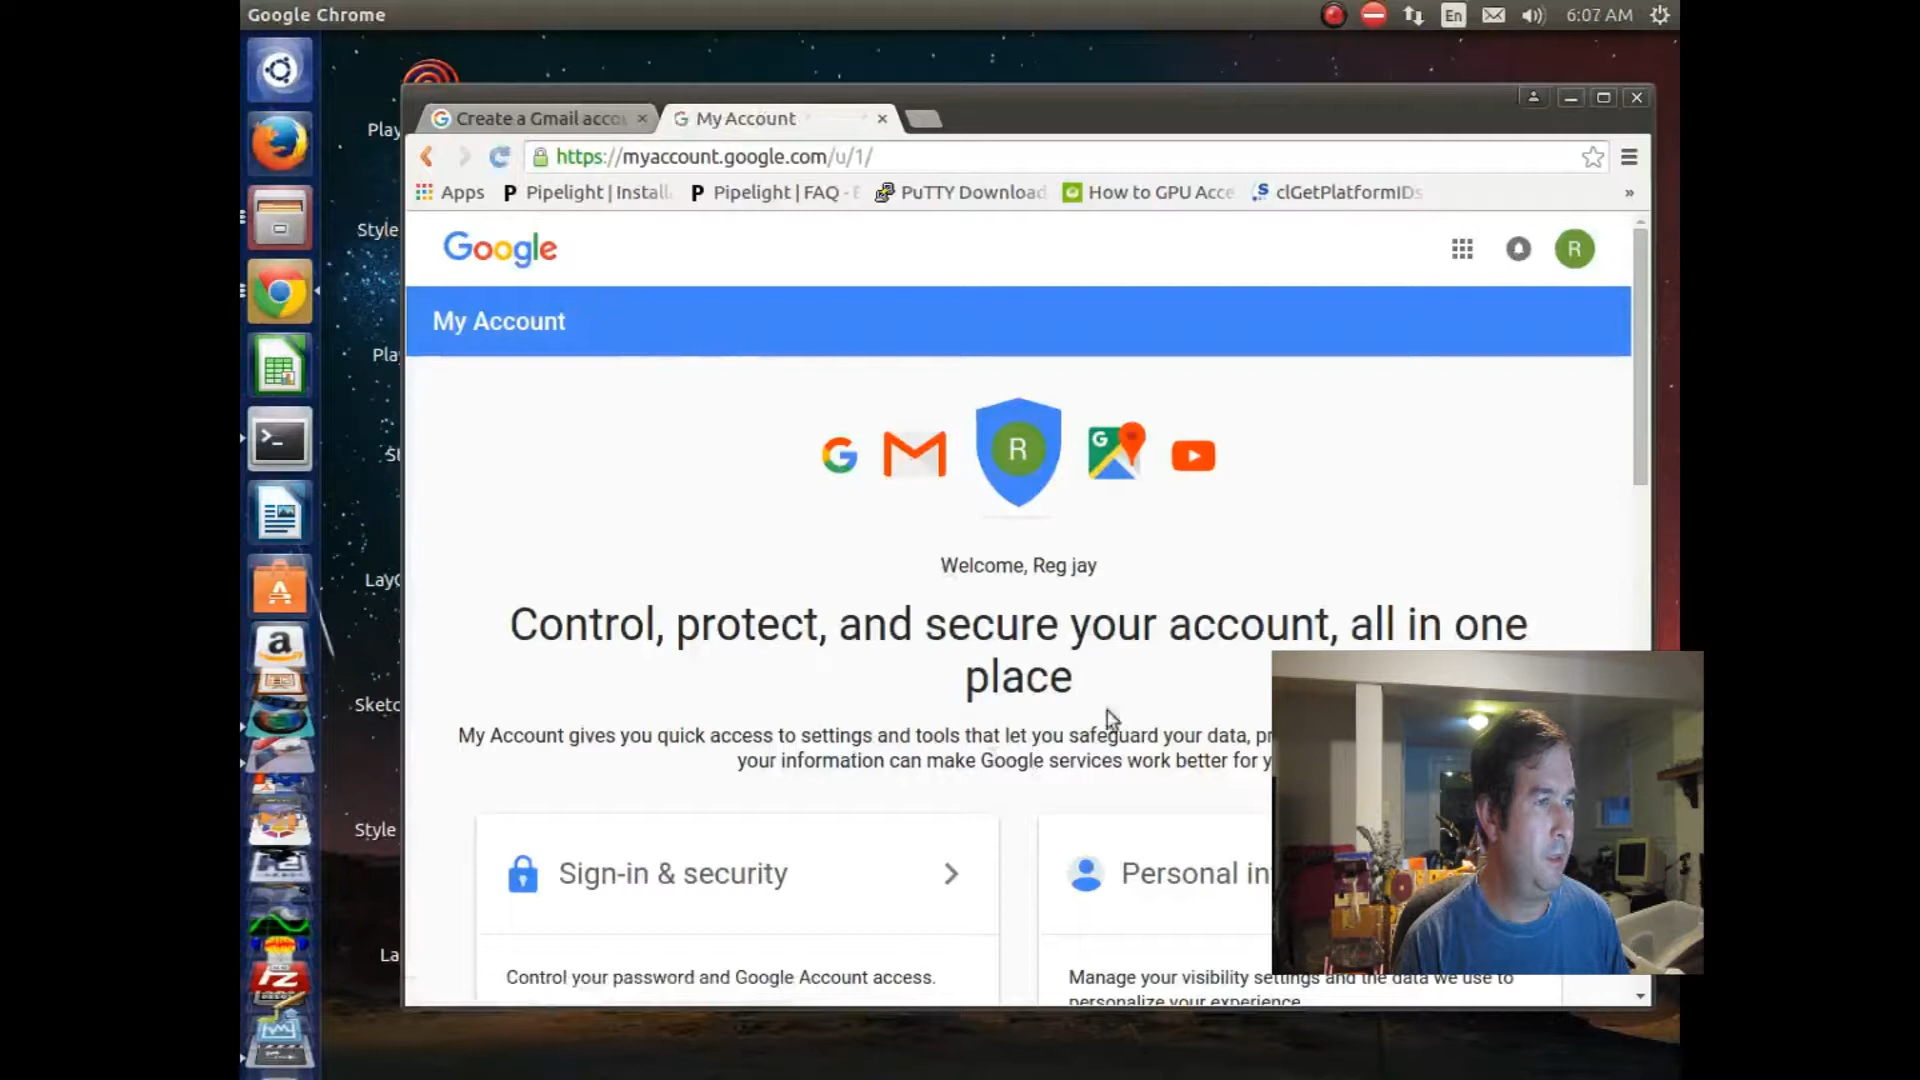 Google Chrome
En
6:07 AM
Create a Gmail acco
My Account
https://myaccount.google.com/u/1/
Apps
P Pipelight | Install
P Pipelight | FAQ - E
PuTTY Download
How to GPU Acce
S clGetPlatformIDs
»
Google
R
My Account
G
G
R
Welcome, Reg jay
Control, protect, and secure your account, all in one
place
My Account gives you quick access to settings and tools that let you safeguard your data, pr
your information can make Google services work better for y
Sign-in & security
Personal in
Control your password and Google Account access.
Manage your visibility settings and the data we use to
personalize your experience.
Play
Style
Pla
St
LayO
Sketc
Style
La
A
a
FZ